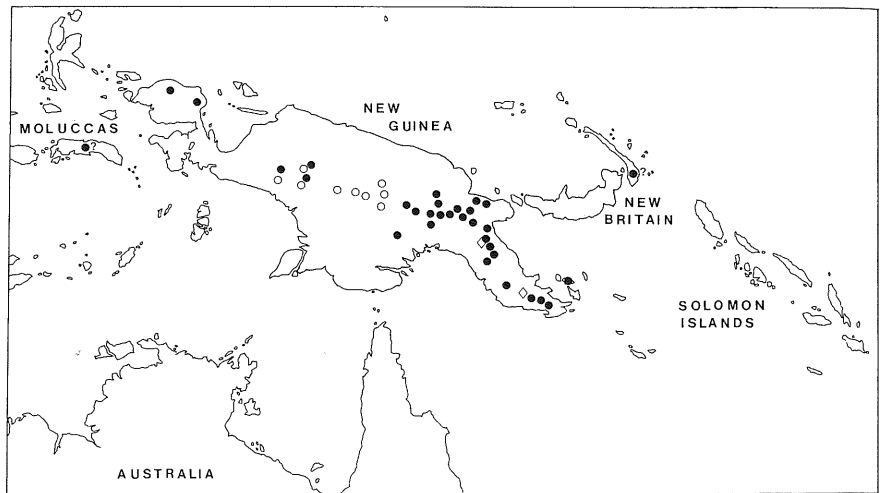 NEW
GUINEA
MOLUCCAS
?
?
NEW
BRITAIN
SOLOMON
ISLANDS
AUSTRALIA